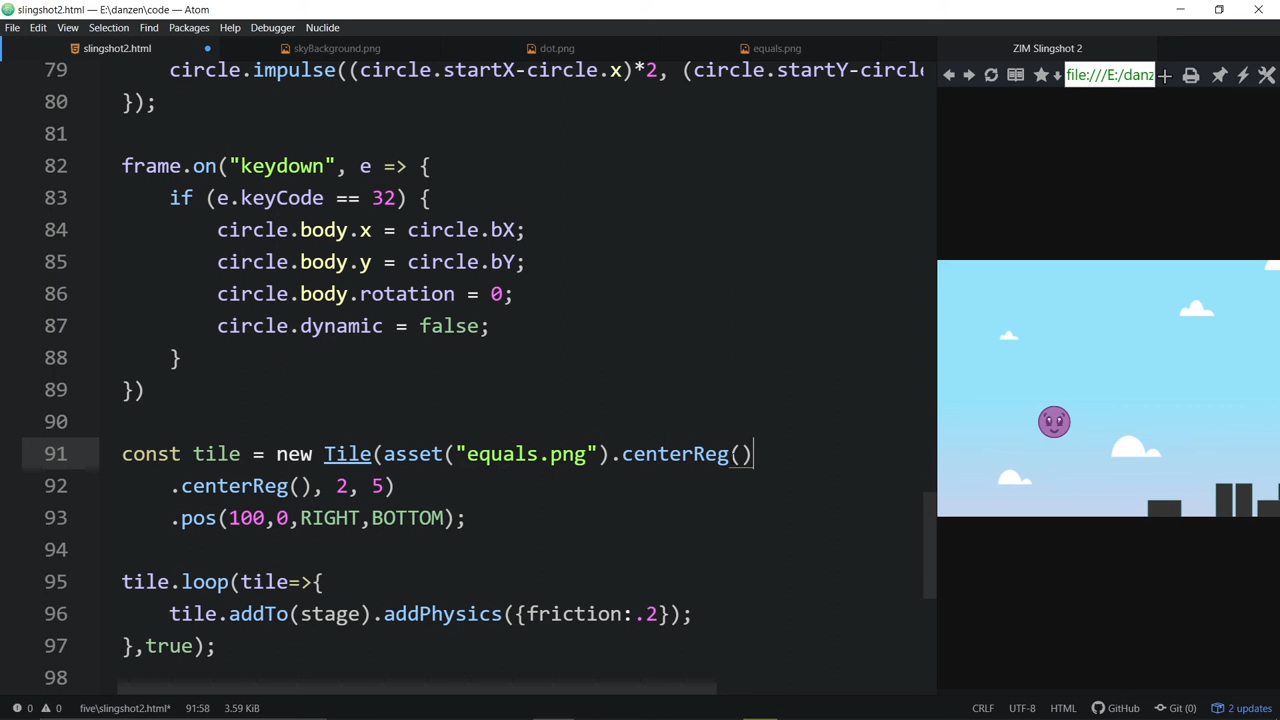 slingshot2.html — E:\danzen\code — Atom
File Edit View Selection Find Packages Help Debugger Nuclide
slingshot2.html skyBackground.png dot.png equals.png ZIM Slingshot 2
file:///E:/danz
79 circle.impulse((circle.startX-circle.x)*2, (circle.startY-circle
80 });
81
82 frame.on("keydown", e => {
83 if (e.keyCode == 32) {
84 circle.body.x = circle.bX;
85 circle.body.y = circle.bY;
86 circle.body.rotation = 0;
87 circle.dynamic = false;
88 }
89 })
90
91 const tile = new Tile(asset("equals.png").centerReg()
92 .centerReg(), 2, 5)
93 .pos(100,0,RIGHT,BOTTOM);
94
95 tile.loop(tile=>{
96 tile.addTo(stage).addPhysics({friction:.2});
97 },true);
98
0 0 five\slingshot2.html* 91:58 3.59 KiB CRLF UTF-8 HTML GitHub Git (0) 2 updates